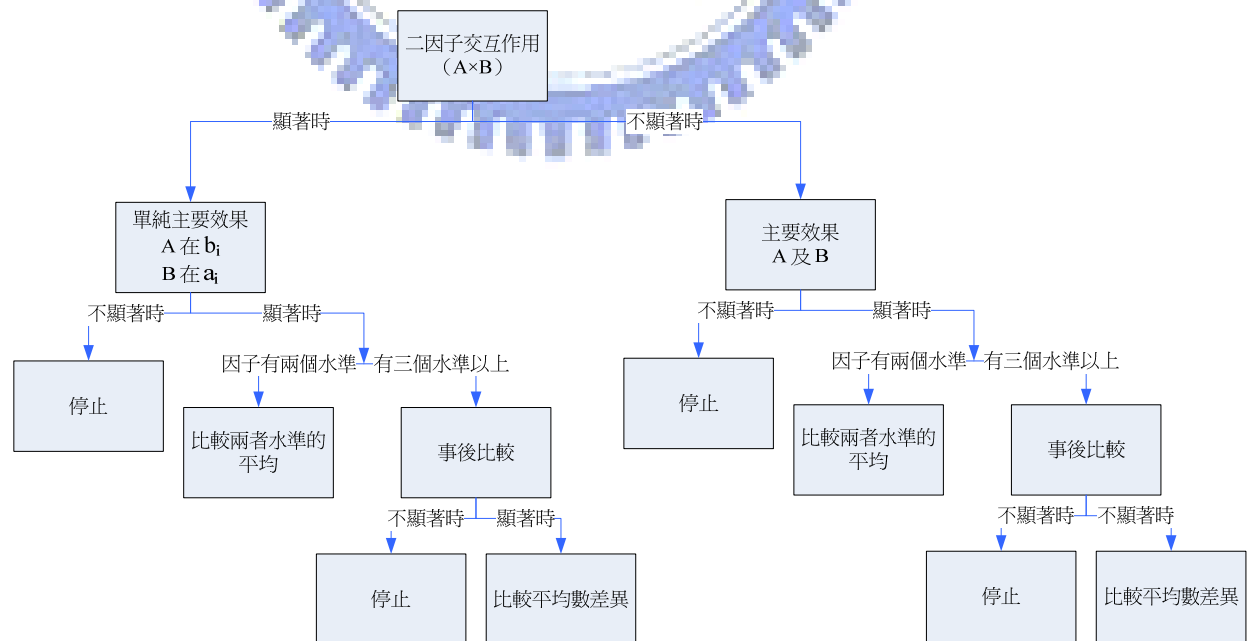 二因子交互作用
（A×B）
顯著時
不顯著時
單純主要效果
A 在 bi
B 在 ai
主要效果
A 及 B
不顯著時
顯著時
不顯著時
顯著時
因子有兩個水準
有三個水準以上
因子有兩個水準
有三個水準以上
停止
比較兩者水準的
平均
事後比較
停止
比較兩者水準的
平均
事後比較
不顯著時
顯著時
不顯著時
不顯著時
停止
比較平均數差異
停止
比較平均數差異